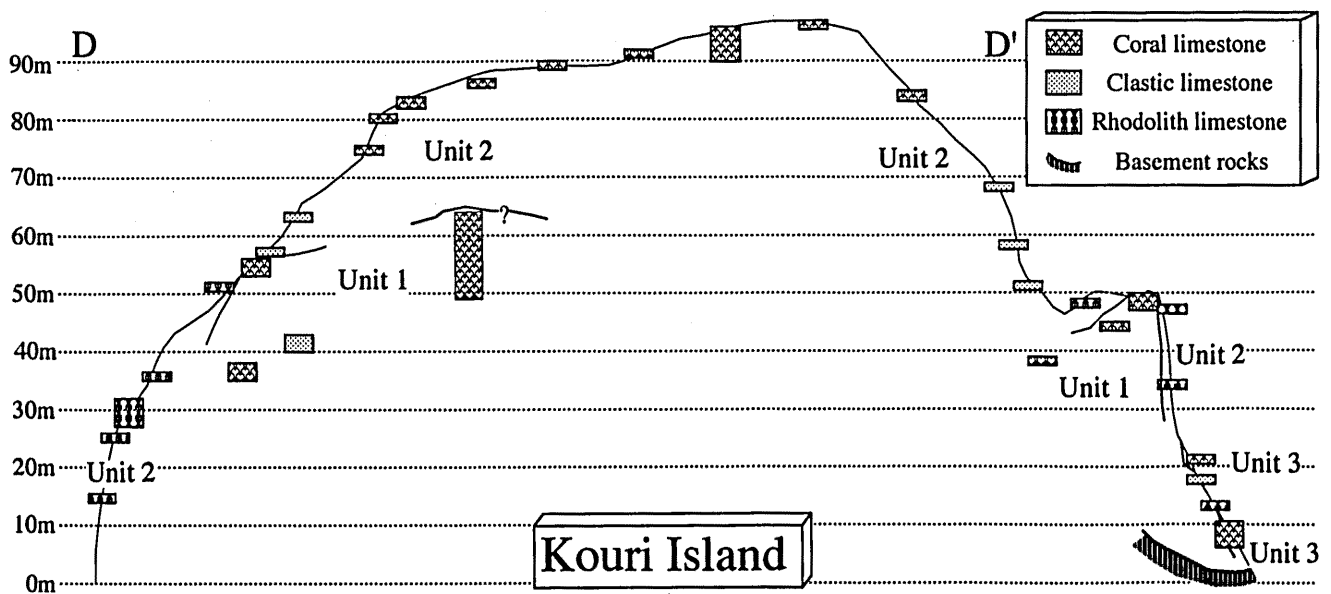 D
D'
Coral limestone
Clastic limestone
Rhodolith limestone
Basement rocks
90m
80m
70m
60m
50m
40m
30m
20m
10m
0m
Unit 2
Unit 2
?
Unit 1
Unit 2
Unit 1
Unit 2
Unit 3
Unit 3
Kouri Island